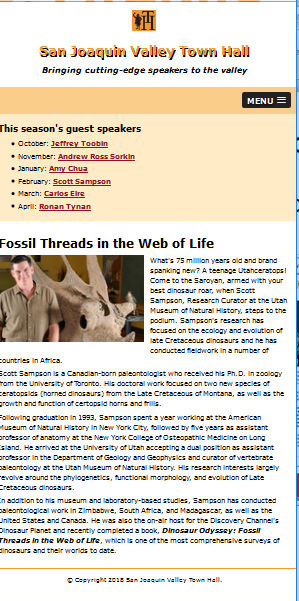 San Joaquin Valley Town Hall
Bringing cutting-edge speakers to the valley
MENU
This season's guest speakers
October: Jeffrey Toobin
November: Andrew Ross Sorkin
January: Amy Chua
February: Scott Sampson
March: Carlos Eire
April: Ronan Tynan
Fossil Threads in the Web of Life
What's 75 million years old and brand
spanking new? A teenage Utahceratops!
Come to the Saroyan, armed with your
best dinosaur roar, when Scott
Sampson, Research Curator at the Utah
Museum of Natural History, steps to the
podium. Sampson's research has
focused on the ecology and evolution of
late Cretaceous dinosaurs and he has
conducted fieldwork in a number of
countries in Africa.
Scott Sampson is a Canadian-born paleontologist who received his Ph.D. in zoology
from the University of Toronto. His doctoral work focused on two new species of
ceratopsids (horned dinosaurs) from the Late Cretaceous of Montana, as well as the
growth and function of certopsid horns and frills.
Following graduation in 1993, Sampson spent a year working at the American
Museum of Natural History in New York City, followed by five years as assistant
professor of anatomy at the New York College of Osteopathic Medicine on Long
Island. He arrived at the University of Utah accepting a dual position as assistant
professor in the Department of Geology and Geophysics and curator of vertebrate
paleontology at the Utah Museum of Natural History. His research interests largely
revolve around the phylogenetics, functional morphology, and evolution of Late
Cretaceous dinosaurs.
In addition to his museum and laboratory-based studies, Sampson has conducted
paleontological work in Zimbabwe, South Africa, and Madagascar, as well as the
United States and Canada. He was also the on-air host for the Discovery Channel's
Dinosaur Planet and recently completed a book, Dinosaur Odyssey: Fossil
Threads in the Web of Life, which is one of the most comprehensive surveys of
dinosaurs and their worlds to date.
© Copyright 2018 San Joaquin Valley Town Hall.